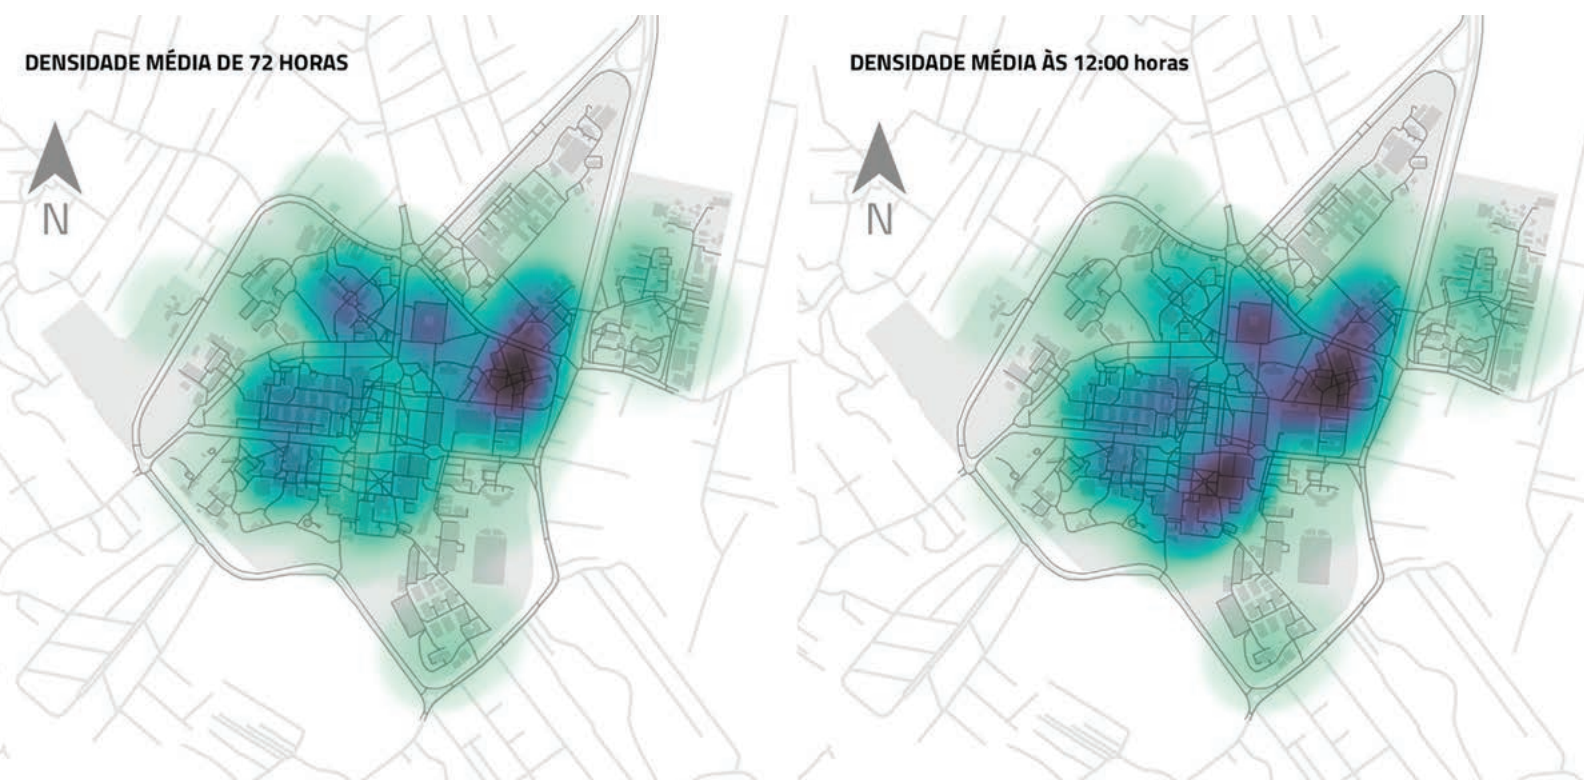 DENSIDADE MÉDIA DE 72 HORAS
DENSIDADE MÉDIA ÀS 12:00 horas
N
N